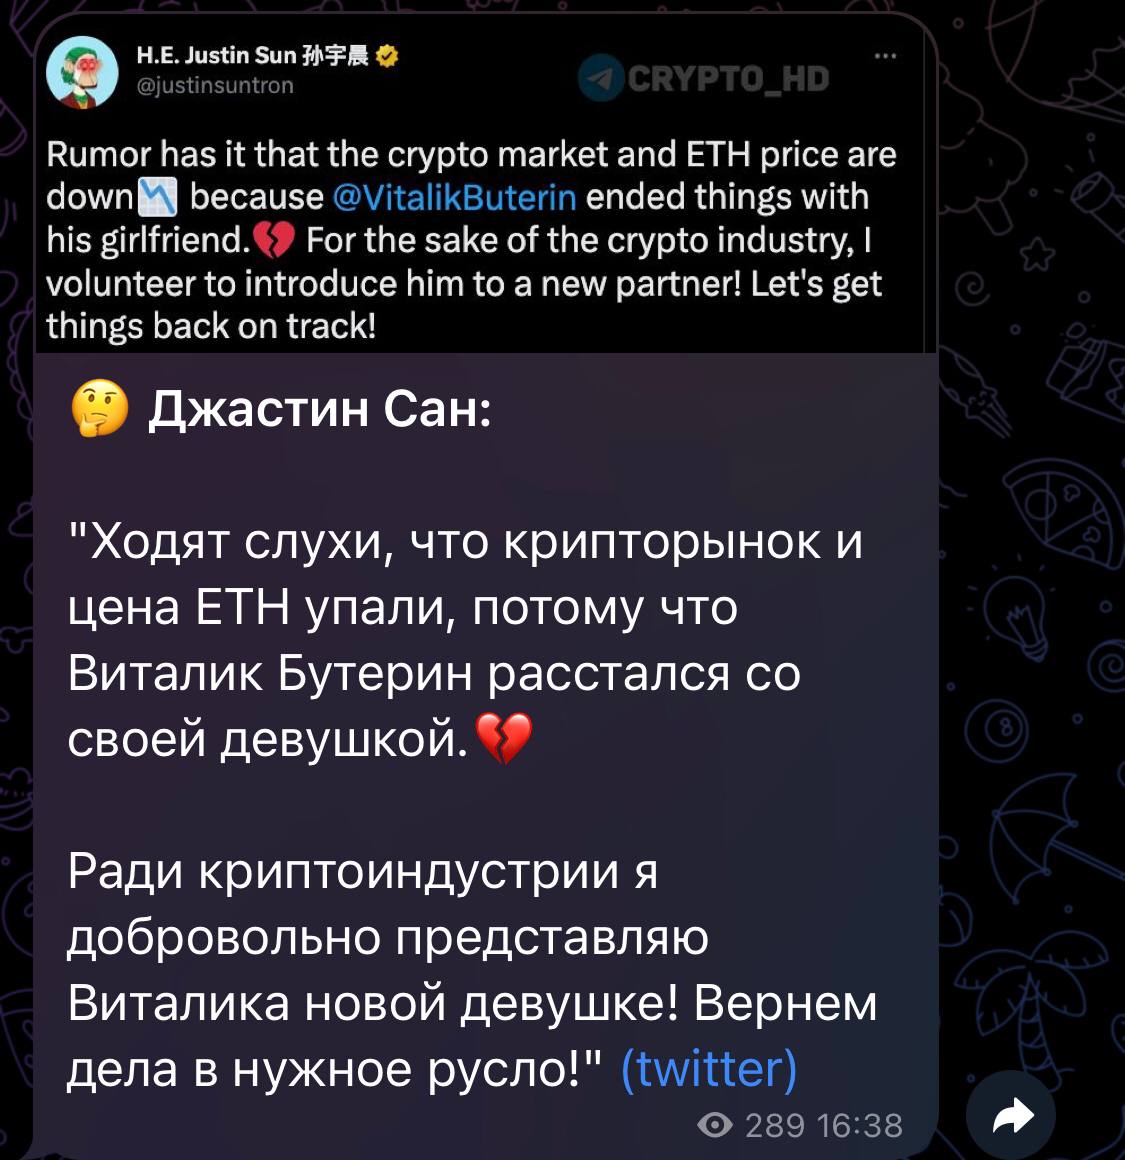 H.E. Justin Sun 孙宇晨
@justinsuntron
CRYPTO_HD
Rumor has it that the crypto market and ETH price are
down📉 because @VitalikButerin ended things with
his girlfriend.💔 For the sake of the crypto industry, I
volunteer to introduce him to a new partner! Let's get
things back on track!
🤔 Джастин Сан:
"Ходят слухи, что крипторынок и
цена ETH упали, потому что
Виталик Бутерин расстался со
своей девушкой.💔
Ради криптоиндустрии я
добровольно представляю
Виталика новой девушке! Вернем
дела в нужное русло!" (twitter)
289 16:38